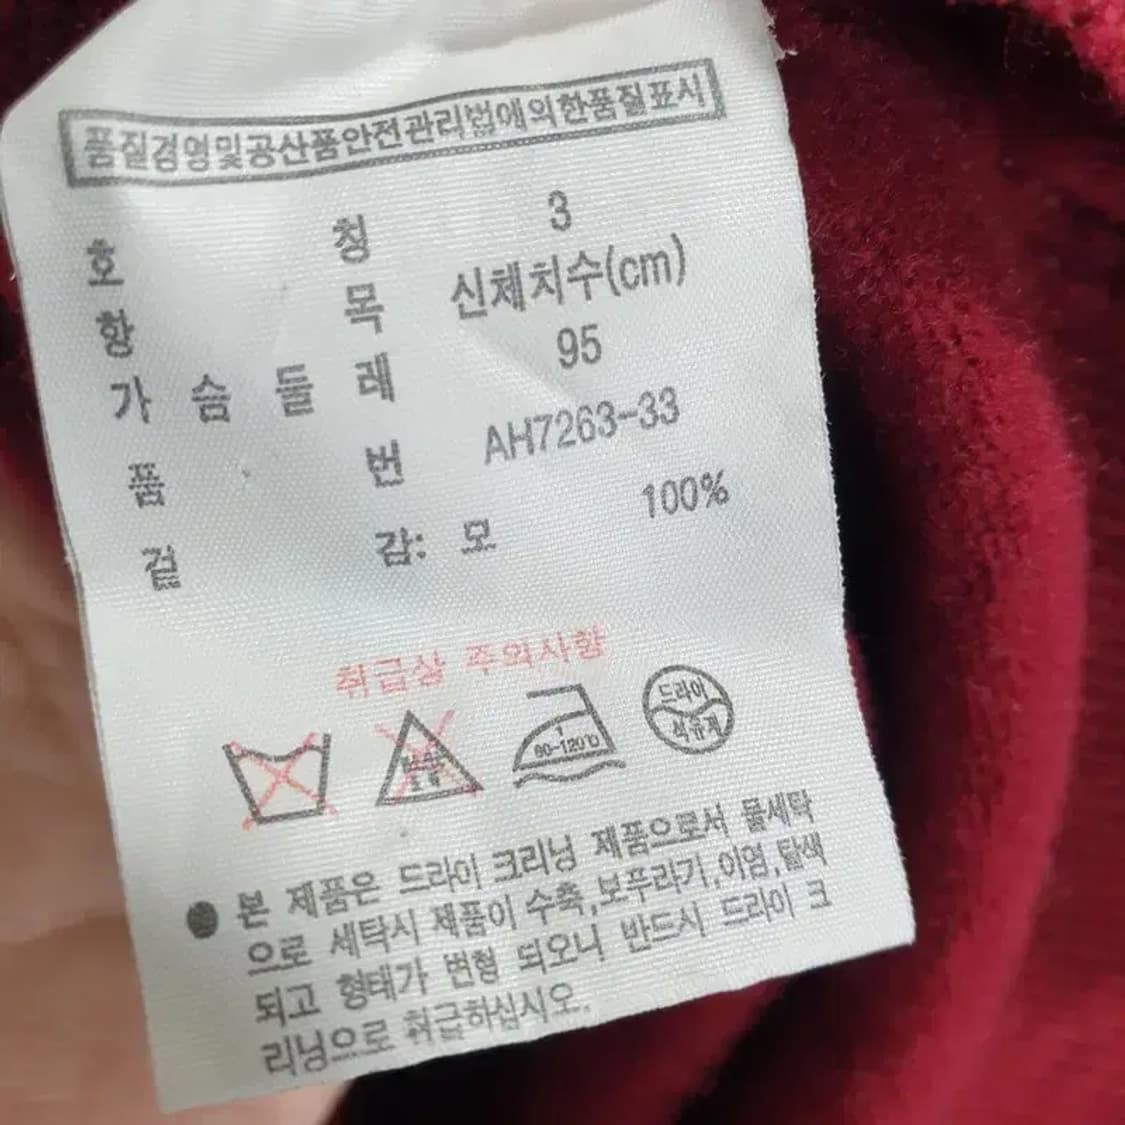 품질경영및공산품안전관리법에의한품질표시
호 칭 3
항 목 신체치수(cm)
가 슴 둘 레 95
품 번 AH7263-33
겉 감: 모 100%
취급상 주의사항
드라이
석유계
1
80-120℃
● 본 제품은 드라이 크리닝 제품으로서 물세탁
으로 세탁시 제품이 수축,보푸라기,이염,탈색
되고 형태가 변형 되오니 반드시 드라이 크
리닝으로 취급하십시오.